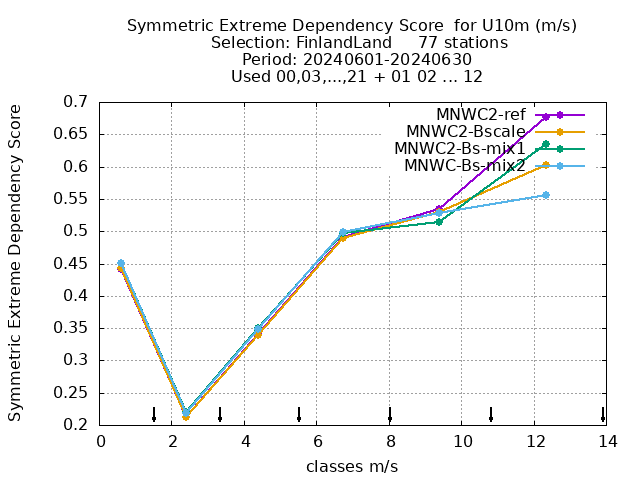 Symmetric Extreme Dependency Score  for U10m (m/s)
Selection: FinlandLand     77 stations
Period: 20240601-20240630
Used 00,03,...,21 + 01 02 ... 12
Symmetric Extreme Dependency Score
0.7
0.65
0.6
0.55
0.5
0.45
0.4
0.35
0.3
0.25
0.2
MNWC2-ref
MNWC2-Bscale
MNWC2-Bs-mix1
MNWC-Bs-mix2
0 2 4 6 8 10 12 14
classes m/s